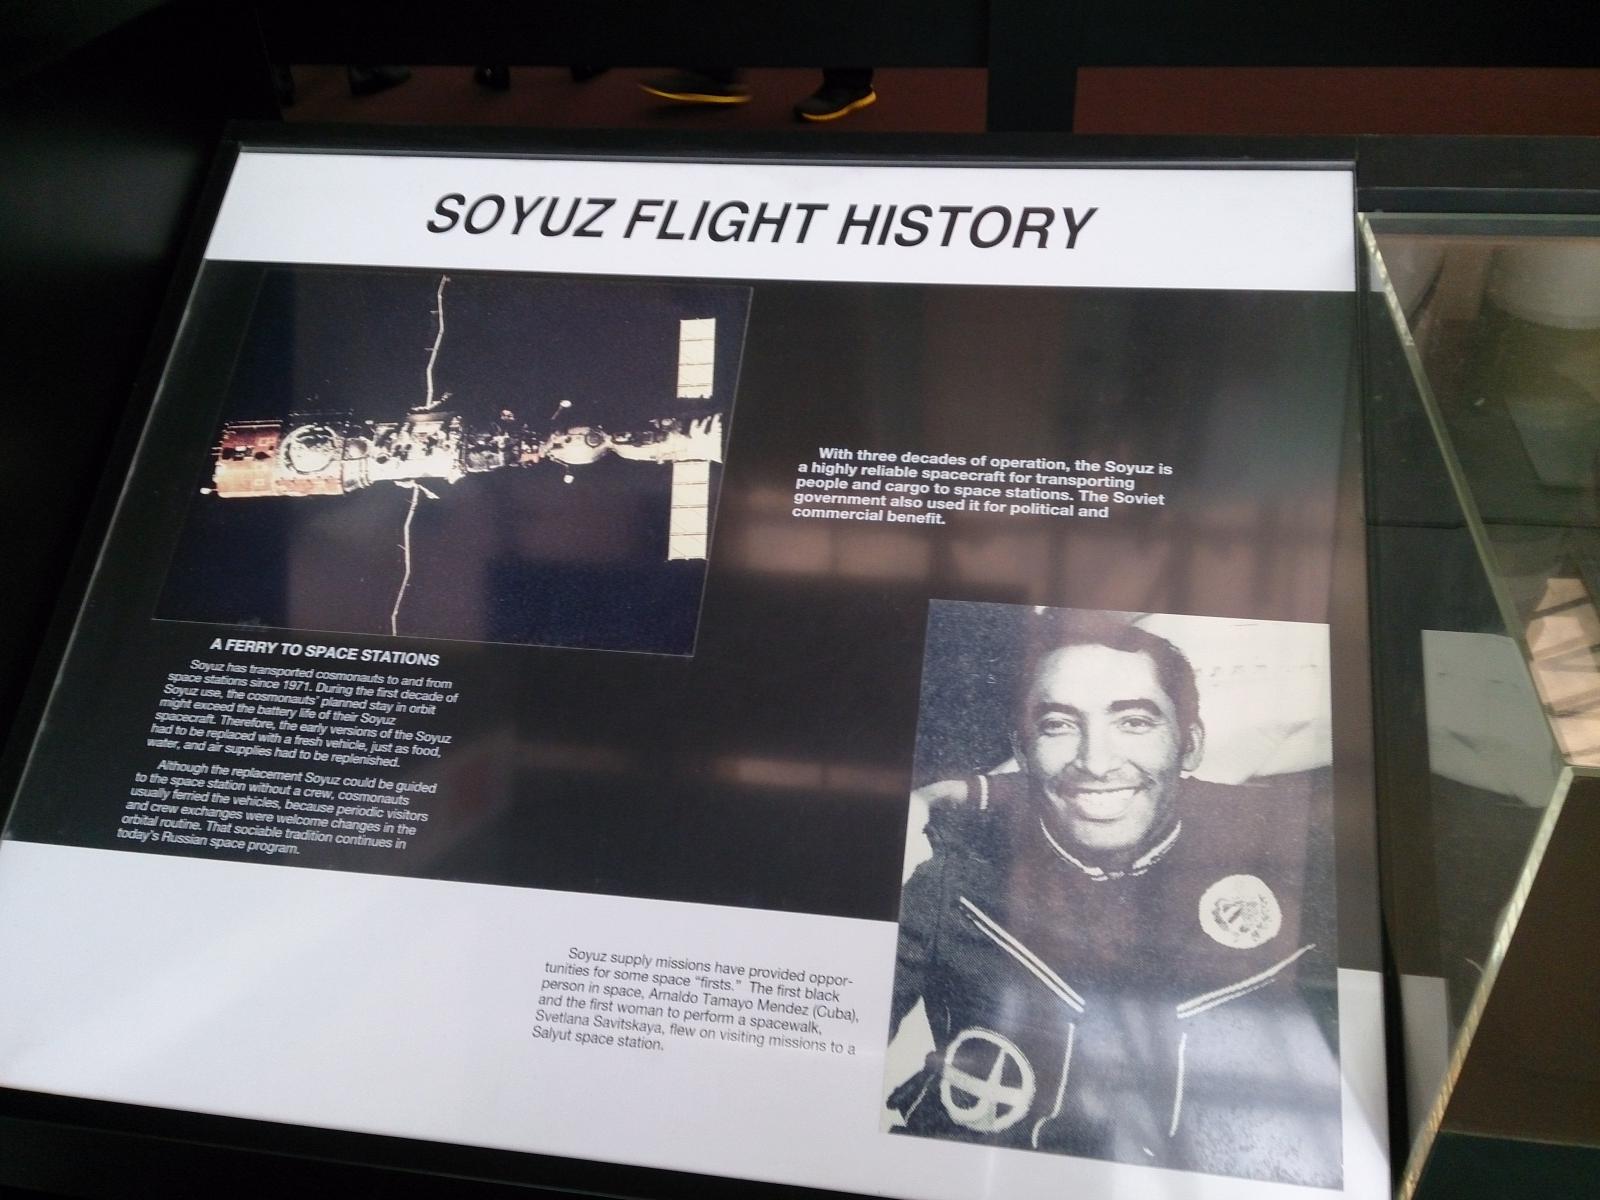 SOYUZ FLIGHT HISTORY
With three decades of operation, the Soyuz is
a highly reliable spacecraft for transporting
people and cargo to space stations. The Soviet
government also used it for political and
commercial benefit.
A FERRY TO SPACE STATIONS
Soyuz has transported cosmonauts to and from
space stations since 1971. During the first decade of
Soyuz use, the cosmonauts' planned stay in orbit
might exceed the battery life of their Soyuz
spacecraft. Therefore, the early versions of the Soyuz
had to be replaced with a fresh vehicle, just as food,
water, and air supplies had to be replenished.
Although the replacement Soyuz could be guided
to the space station without a crew, cosmonauts
usually ferried the vehicles, because periodic visitors
and crew exchanges were welcome changes in the
orbital routine. That sociable tradition continues in
today's Russian space program.
Soyuz supply missions have provided oppor-
tunities for some space "firsts." The first black
person in space, Arnaldo Tamayo Mendez (Cuba),
and the first woman to perform a spacewalk,
Svetlana Savitskaya, flew on visiting missions to a
Salyut space station.